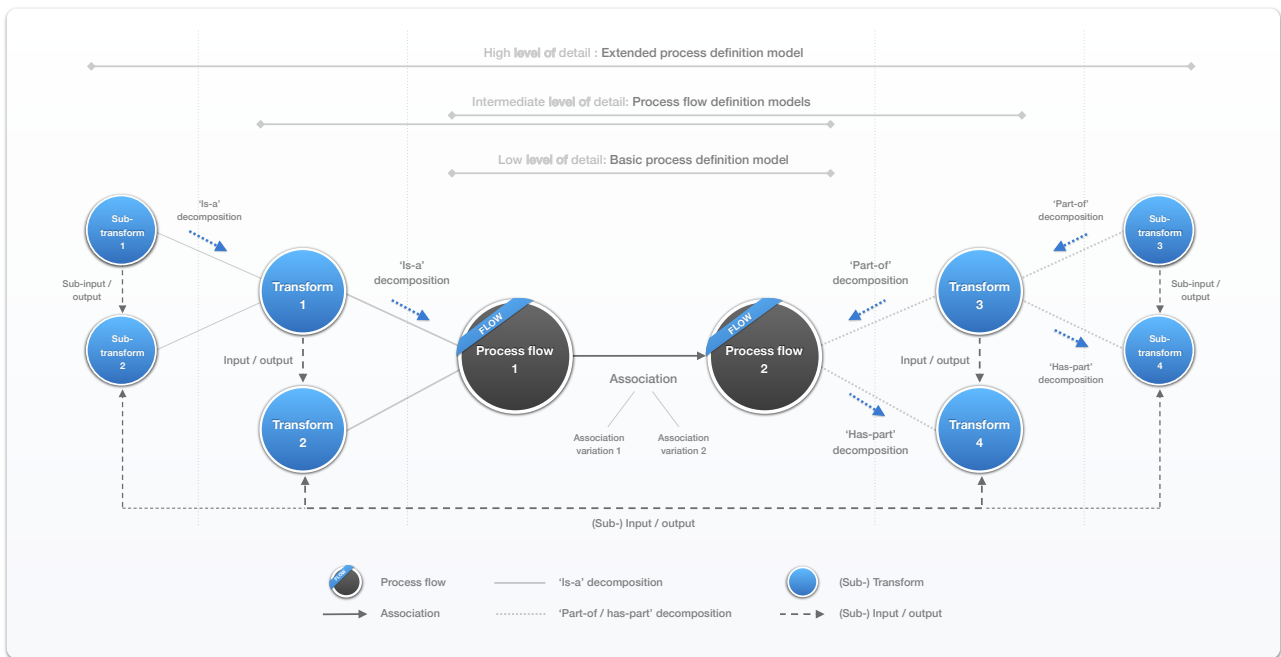 High level of detail : Extended process definition model
Intermediate level of detail: Process flow definition models
Low level of detail: Basic process definition model
Sub-
transform
1
'Is-a'
decomposition
Sub-input /
output
Sub-
transform
2
Transform
1
Input / output
Transform
2
'Is-a'
decomposition
FLOW
Process flow
1
Association
Association
variation 1
Association
variation 2
FLOW
Process flow
2
'Part-of'
decomposition
'Has-part'
decomposition
Transform
3
Input / output
Transform
4
'Part-of'
decomposition
'Has-part'
decomposition
Sub-
transform
3
Sub-input /
output
Sub-
transform
4
(Sub-) Input / output
FLOW
Process flow
'Is-a' decomposition
(Sub-) Transform
Association
'Part-of / has-part' decomposition
(Sub-) Input / output